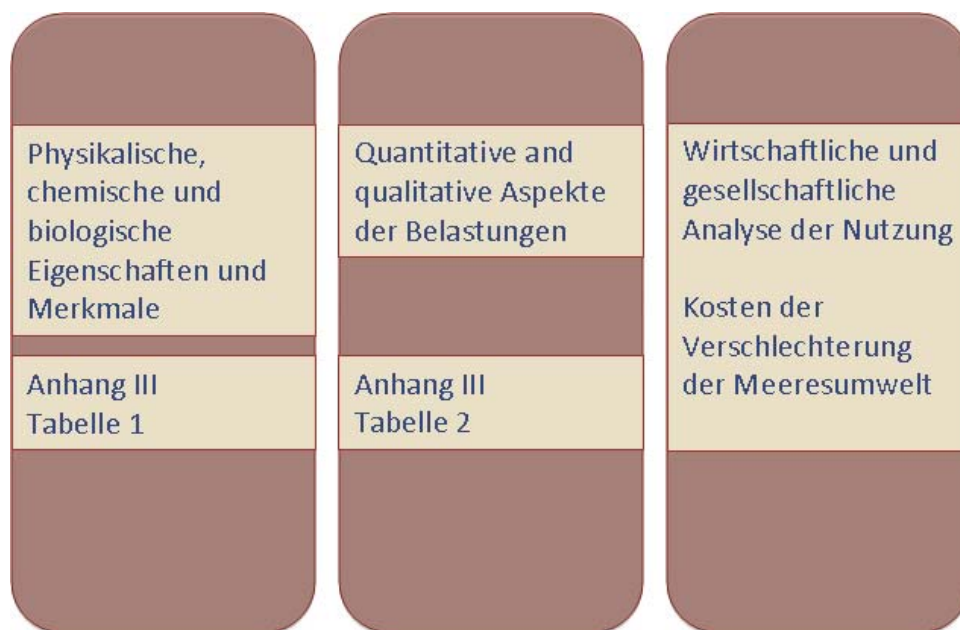 Physikalische,
chemische und
biologische
Eigenschaften und
Merkmale
Anhang III
Tabelle 1
Quantitative and
qualitative Aspekte
der Belastungen
Anhang III
Tabelle 2
Wirtschaftliche und
gesellschaftliche
Analyse der Nutzung
Kosten der
Verschlechterung
der Meeresumwelt